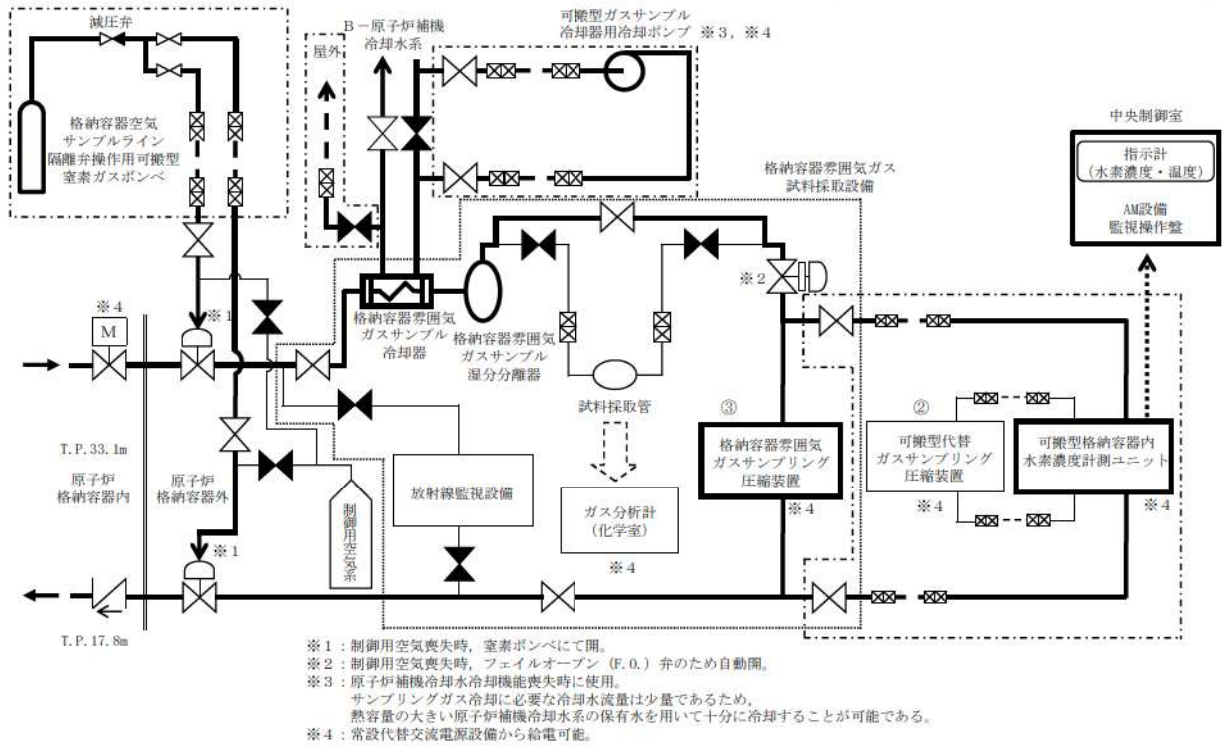 減圧弁
格納容器空気
サンプルライン
隔離弁操作用可搬型
窒素ガスボンベ
屋外
B-原子炉補機
冷却水系
可搬型ガスサンプル
冷却器用冷却ポンプ ※3，※4
格納容器雰囲気ガス
試料採取設備
中央制御室
指示計
(水素濃度・温度)
AM設備
監視操作盤
※4
M
※1
※2
格納容器雰囲気
ガスサンプル
冷却器
格納容器雰囲気
ガスサンプル
湿分分離器
試料採取管
③
格納容器雰囲気
ガスサンプリング
圧縮装置
※4
②
可搬型代替
ガスサンプリング
圧縮装置
※4
可搬型格納容器内
水素濃度計測ユニット
※4
T.P.33.1m
原子炉
格納容器内
原子炉
格納容器外
放射線監視設備
ガス分析計
(化学室)
※4
制御用空気系
※1
T.P.17.8m
※1：制御用空気喪失時，窒素ボンベにて開。
※2：制御用空気喪失時，フェイルオープン（F.O.）弁のため自動開。
※3：原子炉補機冷却水冷却機能喪失時に使用。
サンプリングガス冷却に必要な冷却水流量は少量であるため，
熱容量の大きい原子炉補機冷却水系の保有水を用いて十分に冷却することが可能である。
※4：常設代替交流電源設備から給電可能。